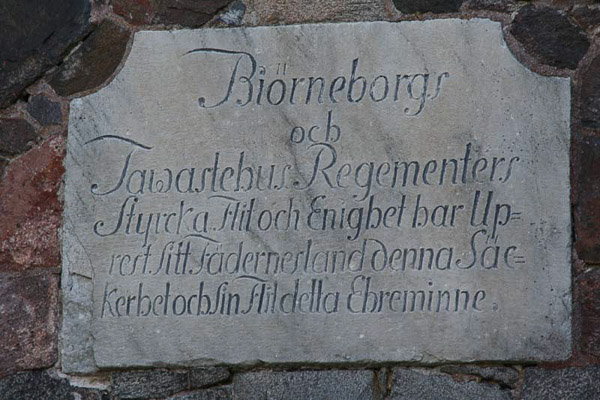 Biörneborgs
och
Tawastehus Regementers
Styrcka Flit och Enighet har Up=
rest sitt Fädernesland denna Säc=
kerhet och Sin Flit detta Ehreminne.